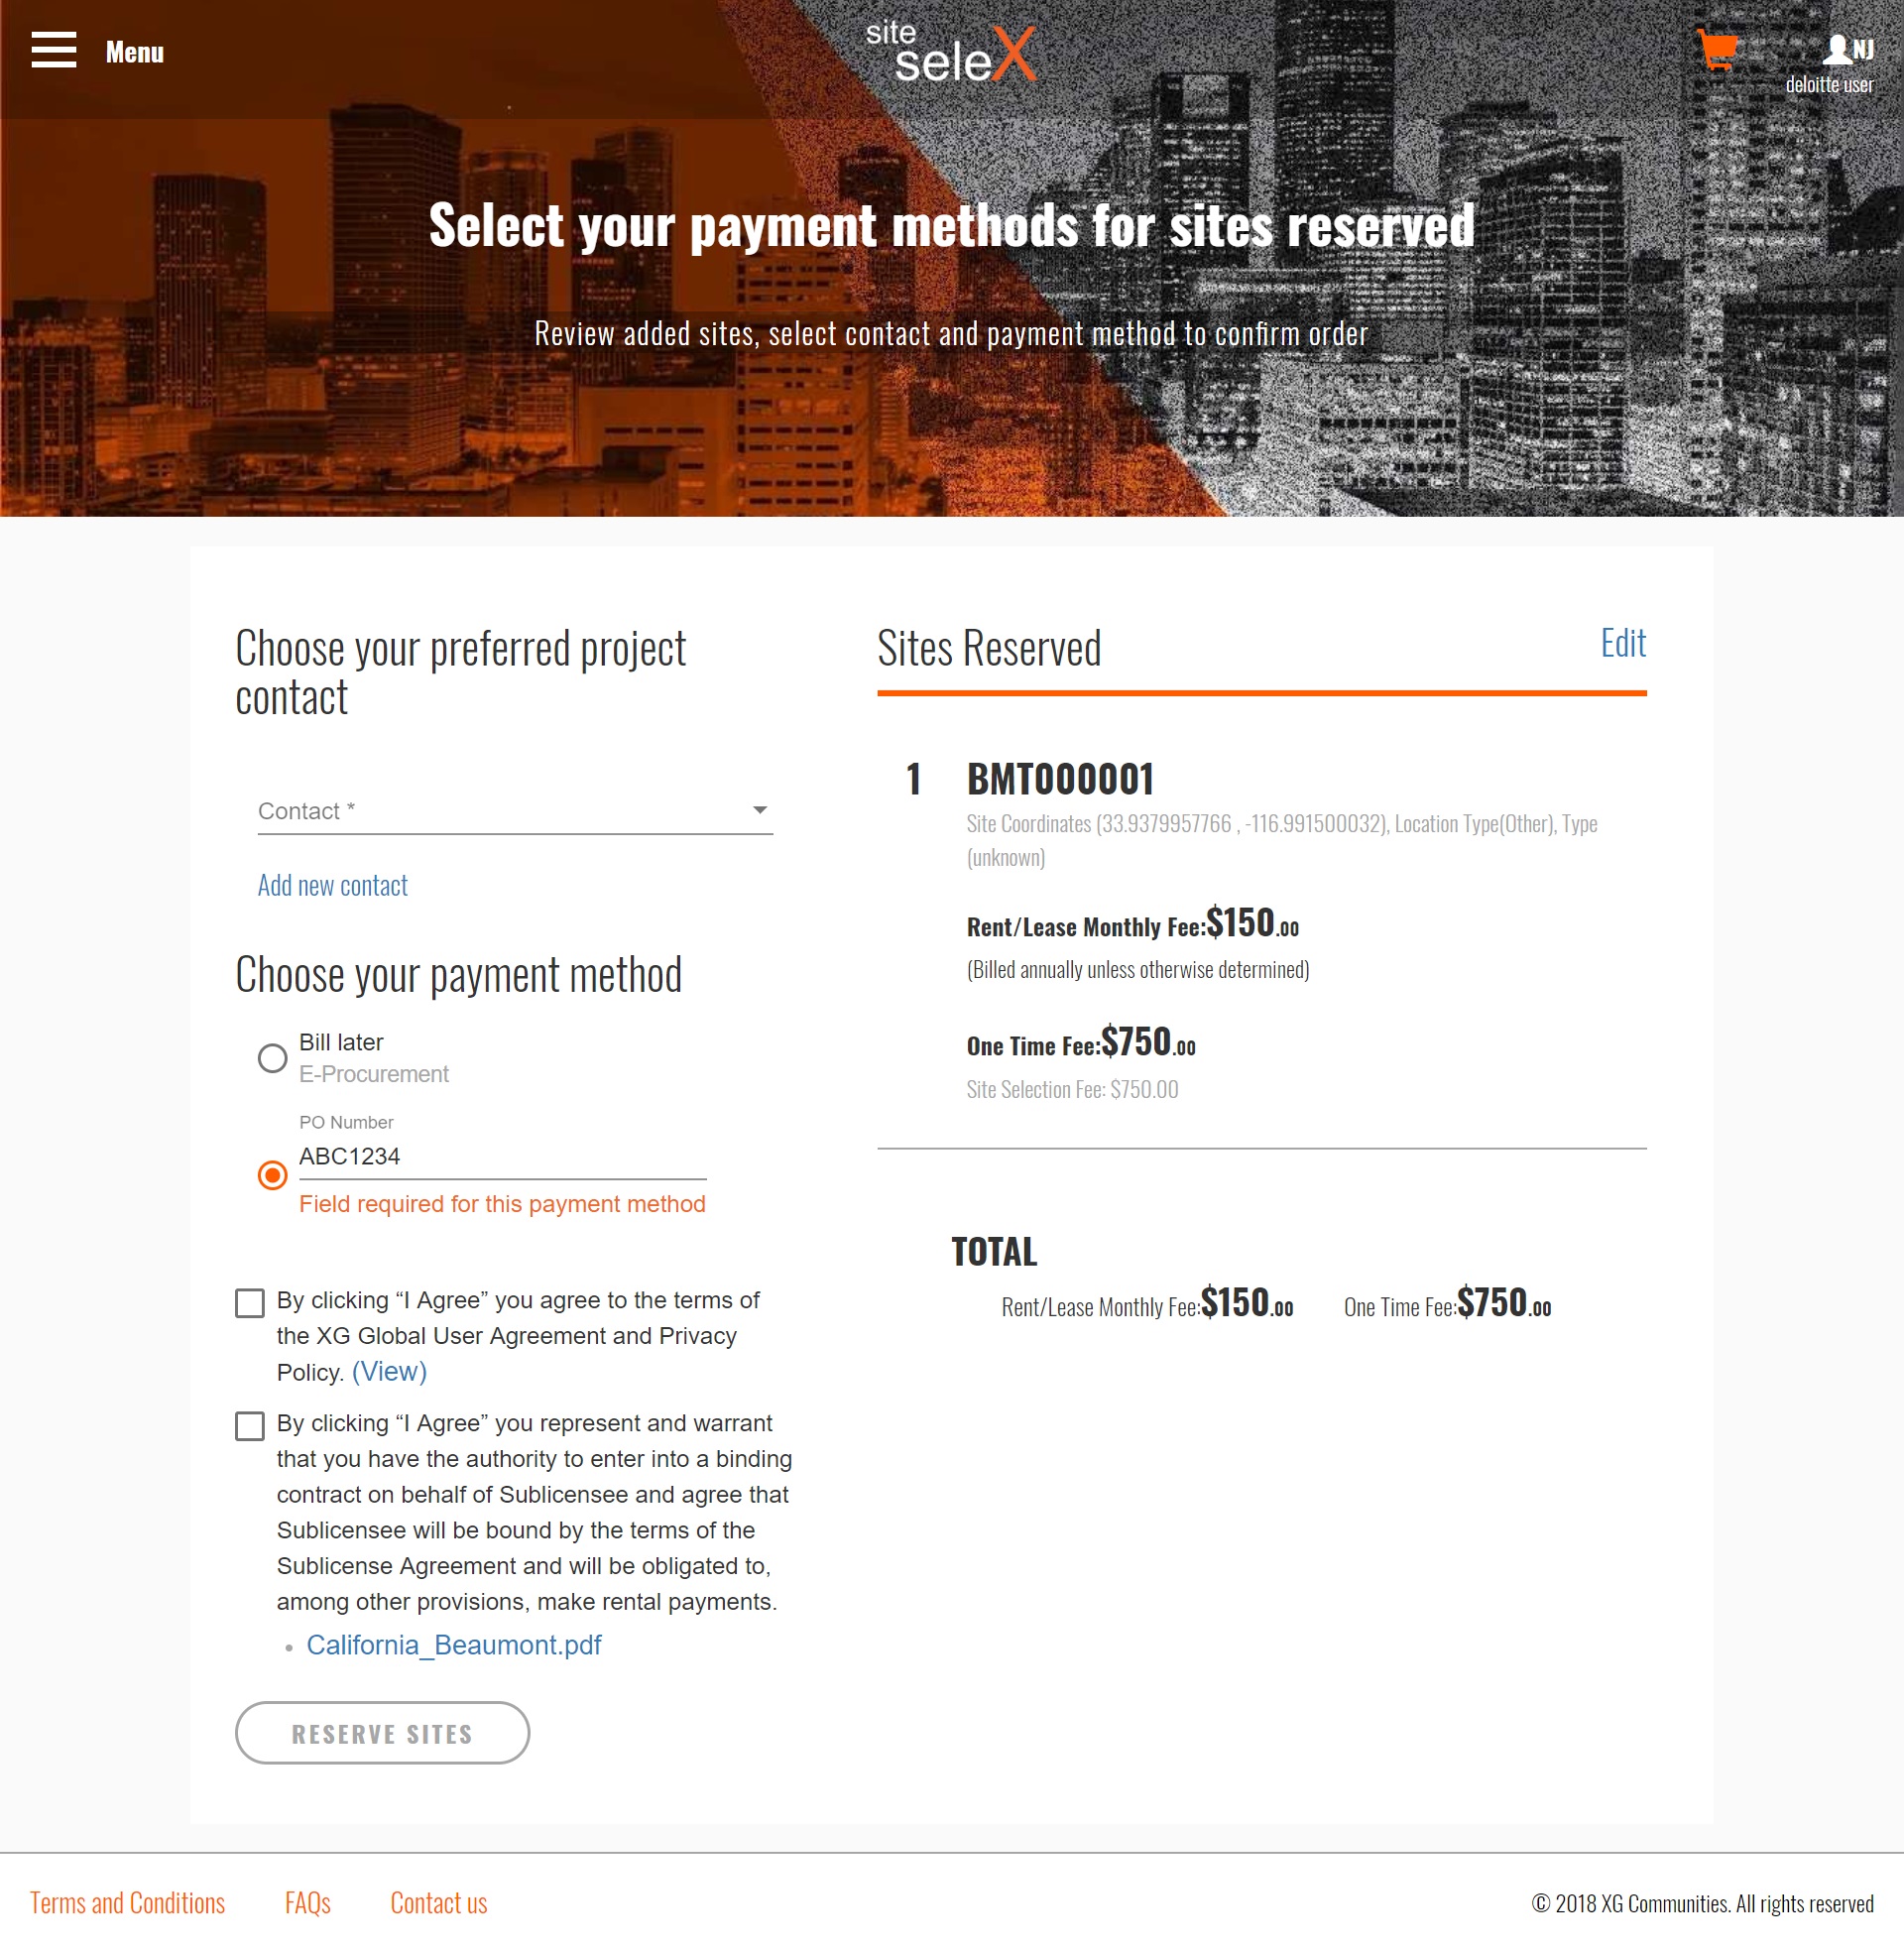 Menu
site
seleX
NJ
deloitte user
Select your payment methods for sites reserved
Review added sites, select contact and payment method to confirm order
Choose your preferred project
contact
Contact *
Add new contact
Choose your payment method
Bill later
E-Procurement
PO Number
ABC1234
Field required for this payment method
By clicking “I Agree” you agree to the terms of
the XG Global User Agreement and Privacy
Policy. (View)
By clicking “I Agree” you represent and warrant
that you have the authority to enter into a binding
contract on behalf of Sublicensee and agree that
Sublicensee will be bound by the terms of the
Sublicense Agreement and will be obligated to,
among other provisions, make rental payments.
California_Beaumont.pdf
RESERVE SITES
Sites Reserved
Edit
1 BMT000001
Site Coordinates (33.9379957766 , -116.991500032), Location Type(Other), Type
(unknown)
Rent/Lease Monthly Fee:$150.00
(Billed annually unless otherwise determined)
One Time Fee:$750.00
Site Selection Fee: $750.00
TOTAL
Rent/Lease Monthly Fee:$150.00 One Time Fee:$750.00
Terms and Conditions FAQs Contact us
© 2018 XG Communities. All rights reserved